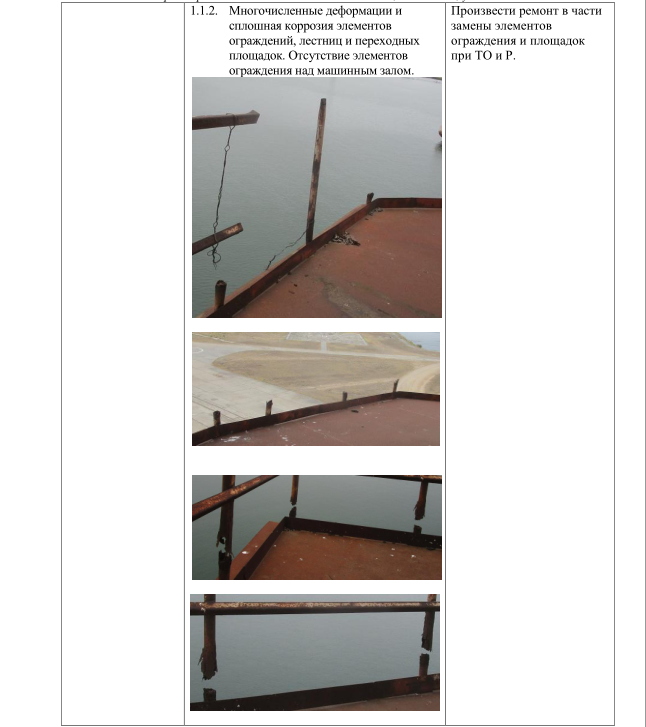 1.1.2. Многочисленные деформации и
сплошная коррозия элементов
ограждений, лестниц и переходных
площадок. Отсутствие элементов
ограждения над машинным залом.
Произвести ремонт в части
замены элементов
ограждения и площадок
при ТО и Р.